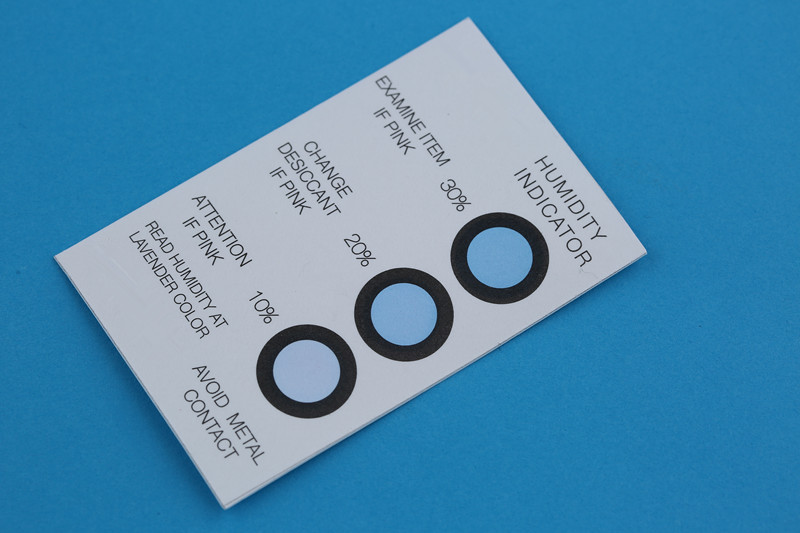 HUMIDITY
INDICATOR
EXAMINE ITEM
IF PINK
30%
CHANGE
DESICCANT
IF PINK
20%
ATTENTION
IF PINK
10%
READ HUMIDITY AT
LAVENDER COLOR
AVOID METAL
CONTACT